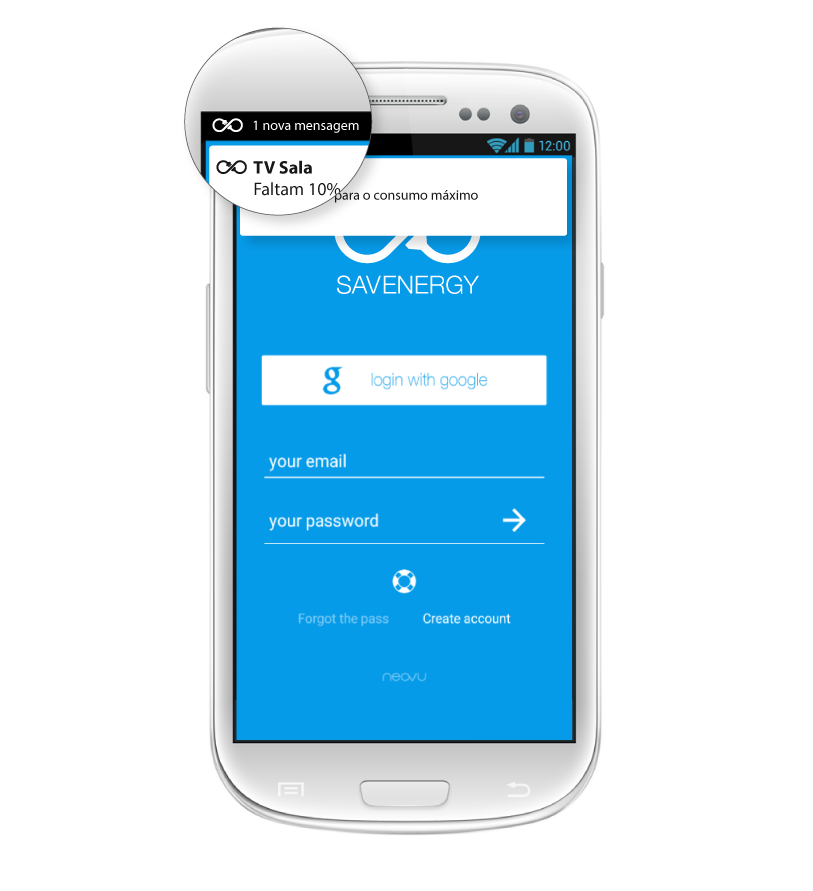 1 nova mensagem
12:00
TV Sala
Faltam 10%
para o consumo máximo
SAVENERGY
g login with google
your email
your password
Forgot the pass Create account
neovu